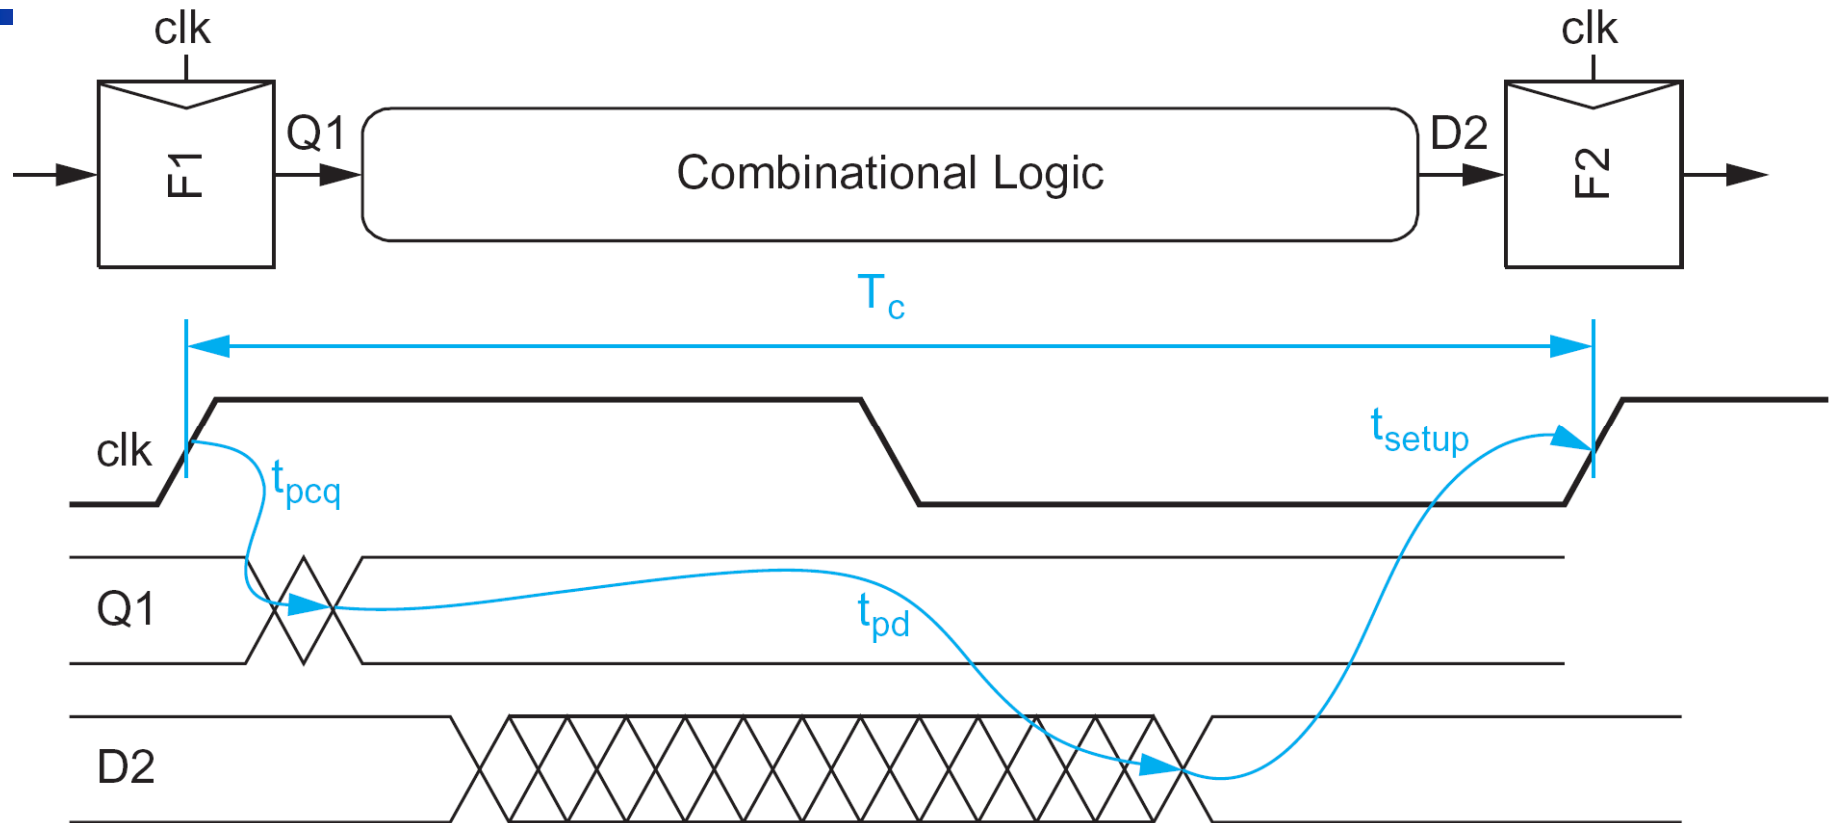 clk
clk
F1
Q1
Combinational Logic
D2
F2
Tc
clk
tpcq
tsetup
Q1
tpd
D2